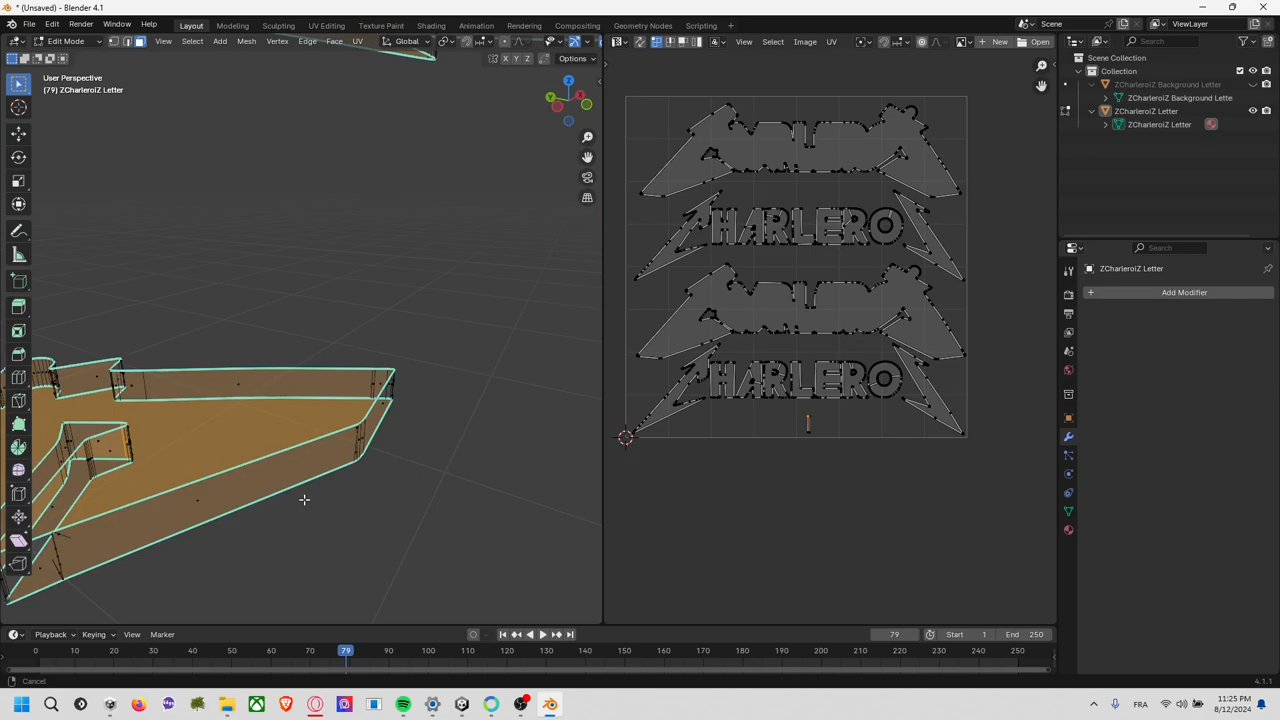 * (Unsaved) - Blender 4.1
File Edit Render Window Help Layout Modeling Sculpting UV Editing Texture Paint Shading Animation Rendering Compositing Geometry Nodes Scripting + Scene ViewLayer
Edit Mode View Select Add Mesh Vertex Edge Face UV Global
View Select Image UV + New Open
Search
X Y Z Options
Scene Collection
Collection
User Perspective
(79) ZCharleroiZ Letter
ZCharleroiZ Background Letter
ZCharleroiZ Background Lette
ZCharleroiZ Letter
ZCharleroiZ Letter
Z
Y
X
HARLERO
HARLERO
Search
ZCharleroiZ Letter
+ Add Modifier
Playback Keying View Marker 79 Start 1 End 250
0 10 20 30 40 50 60 70 79 90 100 110 120 130 140 150 160 170 180 190 200 210 220 230 240 250
Cancel 4.1.1
FRA 11:25 PM
8/12/2024